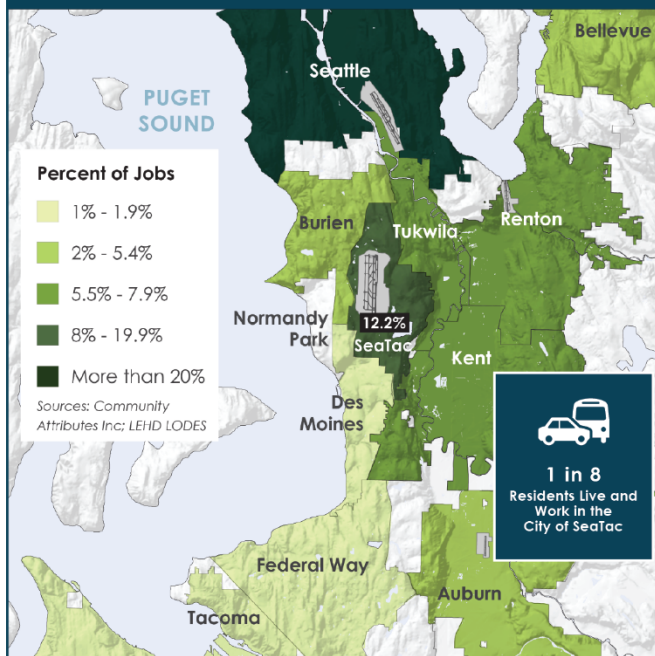 Bellevue
Seattle
PUGET
SOUND
Percent of Jobs
1% - 1.9%
2% - 5.4%
5.5% - 7.9%
8% - 19.9%
More than 20%
Sources: Community
Attributes Inc; LEHD LODES
Burien
Tukwila
Renton
Normandy
Park
12.2%
SeaTac
Kent
Des
Moines
1 in 8
Residents Live and
Work in the
City of SeaTac
Federal Way
Auburn
Tacoma